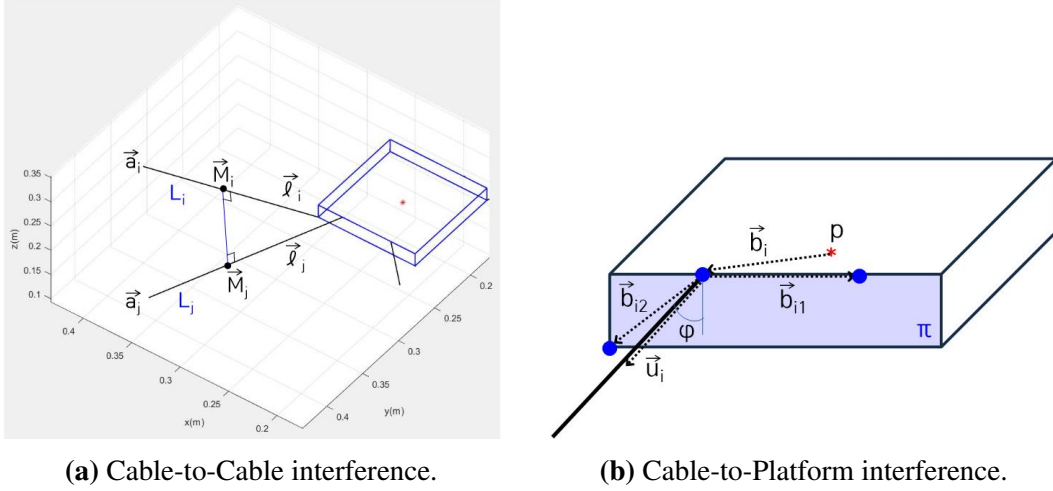 0.35
0.3
0.25
0.2
0.15
0.1
z(m)
0.4
0.35
0.3
0.25
0.2
x(m)
0.4
0.35
0.3
0.25
0.2
y(m)
a⃗ᵢ
M⃗ᵢ
Lᵢ
ℓ⃗ᵢ
a⃗ⱼ
M⃗ⱼ
Lⱼ
ℓ⃗ⱼ
p
b⃗ᵢ
b⃗ᵢ₁
b⃗ᵢ₂
φ
u⃗ᵢ
π
(a) Cable-to-Cable interference.
(b) Cable-to-Platform interference.